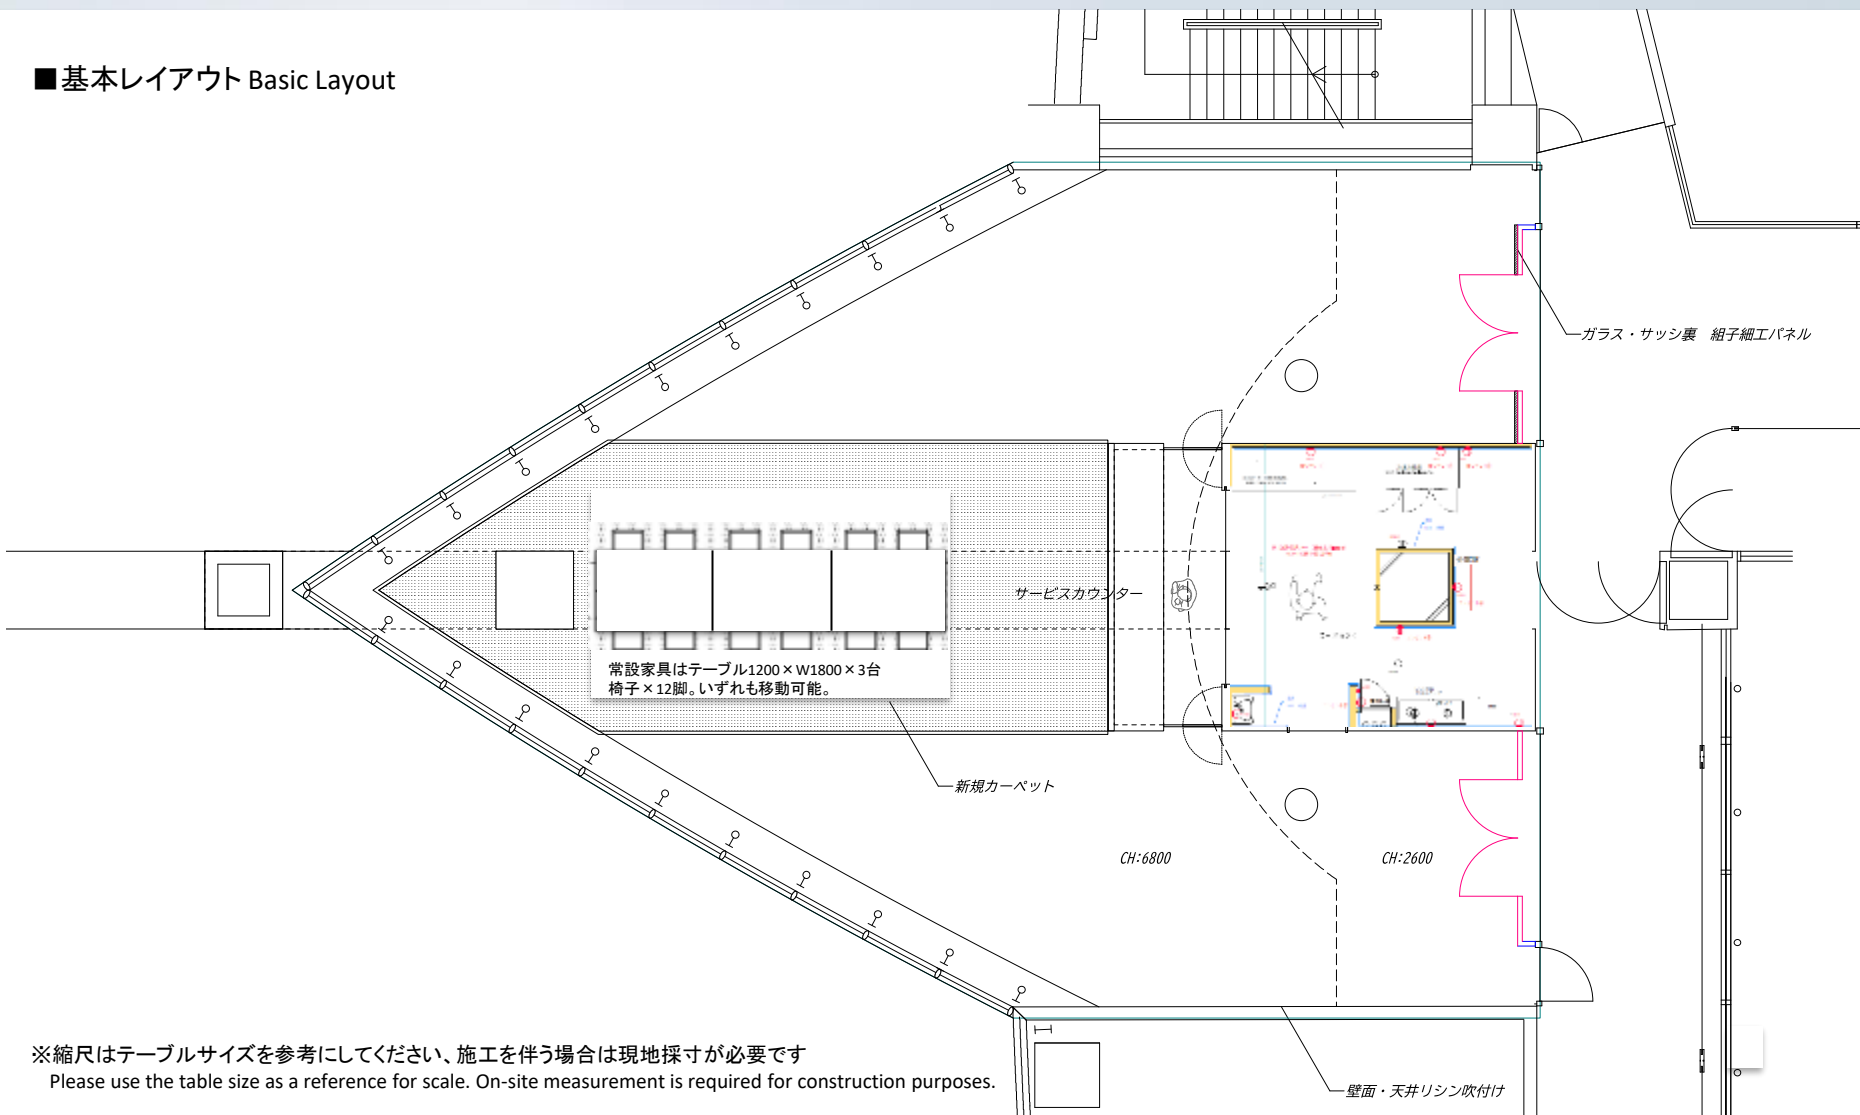 ■基本レイアウト Basic Layout
ガラス・サッシ裏　組子細工パネル
サービスカウンター
常設家具はテーブル1200×W1800×3台
椅子×12脚。いずれも移動可能。
新規カーペット
CH:6800
CH:2600
※縮尺はテーブルサイズを参考にしてください、施工を伴う場合は現地採寸が必要です
Please use the table size as a reference for scale. On-site measurement is required for construction purposes.
壁面・天井リシン吹付け